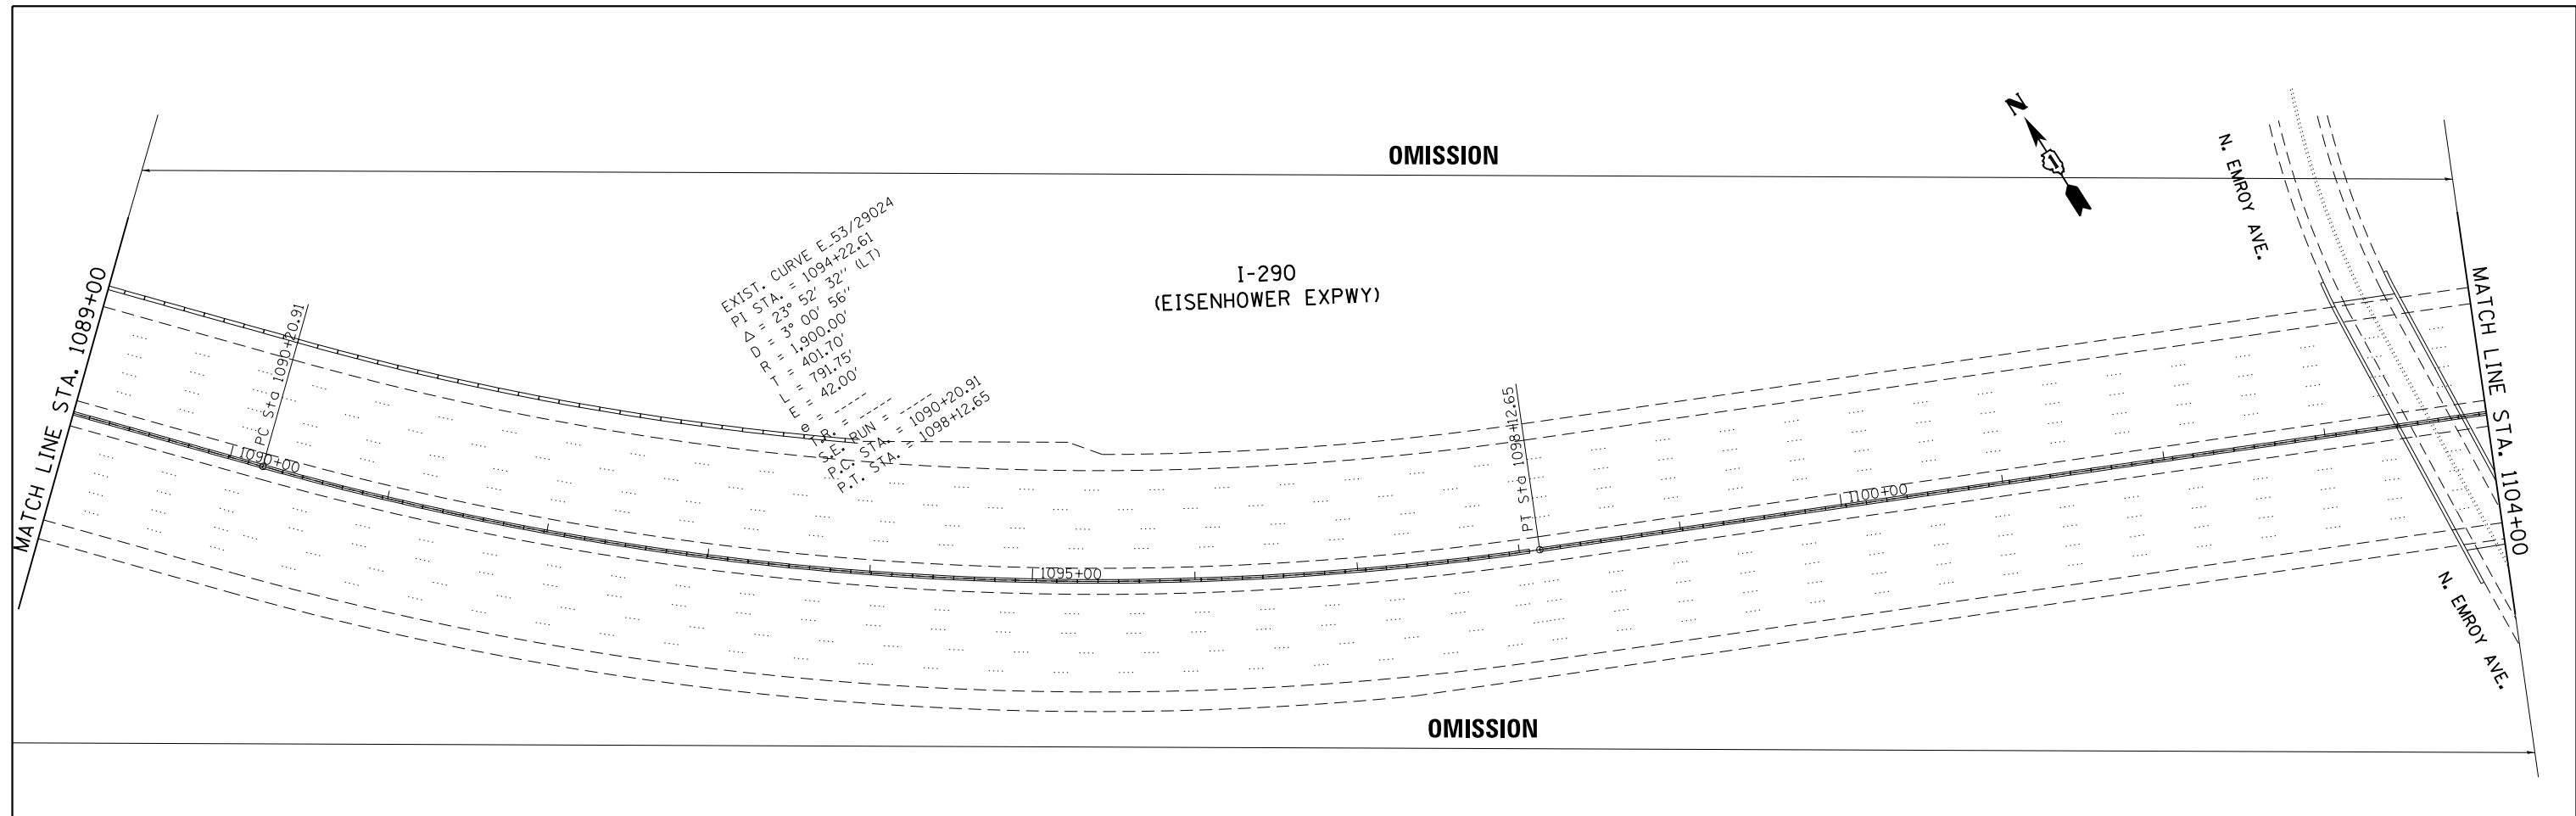 OMISSION
N
N. EMROY AVE.
I-290
(EISENHOWER EXPWY)
EXIST. CURVE E_53/29024
PI STA. = 1094+22.61
Δ = 23° 52' 32" (LT)
D = 3° 00' 56"
R = 1,900.00'
T = 401.70'
L = 791.75'
E = 42.00'
e = -----
T.R. = -----
S.E. RUN = -----
P.C. STA. = 1090+20.91
P.T. STA. = 1098+12.65
MATCH LINE STA. 1089+00
PC Sta 1090+20.91
1090+00
1095+00
PT Sta 1098+12.65
1100+00
MATCH LINE STA. 1104+00
N. EMROY AVE.
OMISSION